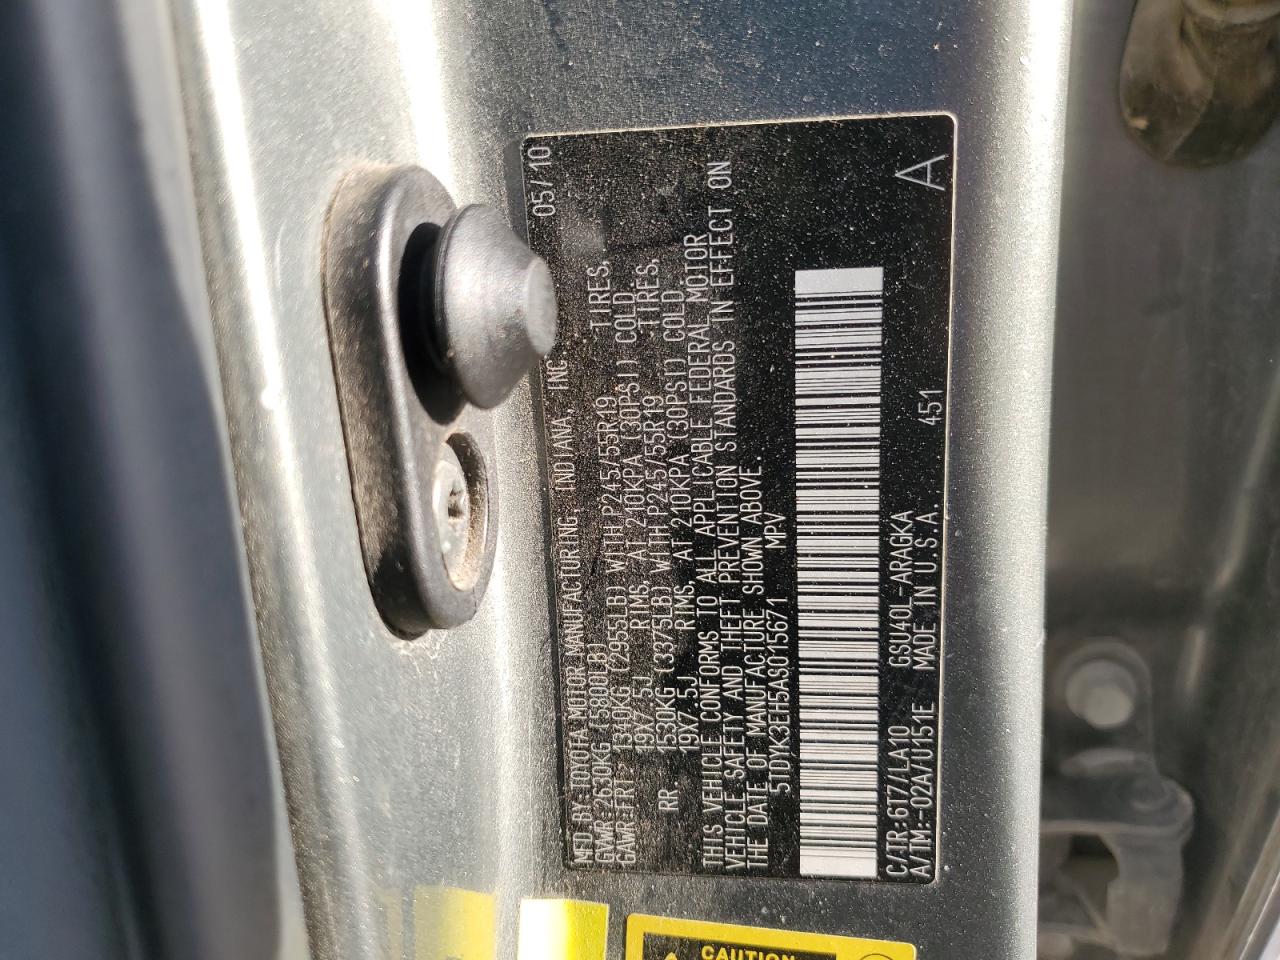 MFD. BY: TOYOTA MOTOR MANUFACTURING, INDIANA, INC. 05/10
GVWR 2630KG (5800LB)
GAWR: FRT 1340KG (2955LB) WITH P245/55R19 TIRES,
19X7.5J RIMS, AT 210KPA (30PSI) COLD.
RR 1530KG (3375LB) WITH P245/55R19 TIRES,
19X7.5J RIMS, AT 210KPA (30PSI) COLD
THIS VEHICLE CONFORMS TO ALL APPLICABLE FEDERAL MOTOR
VEHICLE SAFETY AND THEFT PREVENTION STANDARDS IN EFFECT ON
THE DATE OF MANUFACTURE SHOWN ABOVE.
5TDYK3EH5AS015671 MPV
C/TR: 6T7/LA10 GSU40L-ARAGKA
A/TM: -02A/U151E MADE IN U.S.A. 451 A
CAUTION